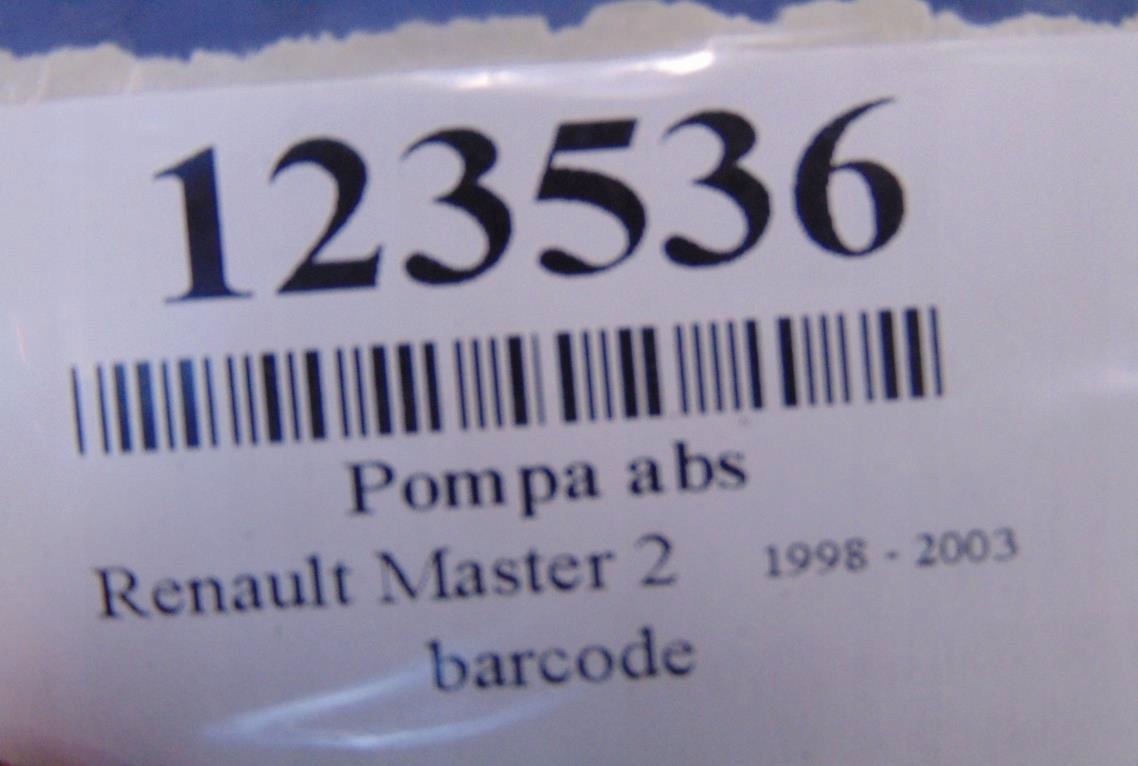 123536
Pompa abs
Renault Master 2 1998 - 2003
barcode